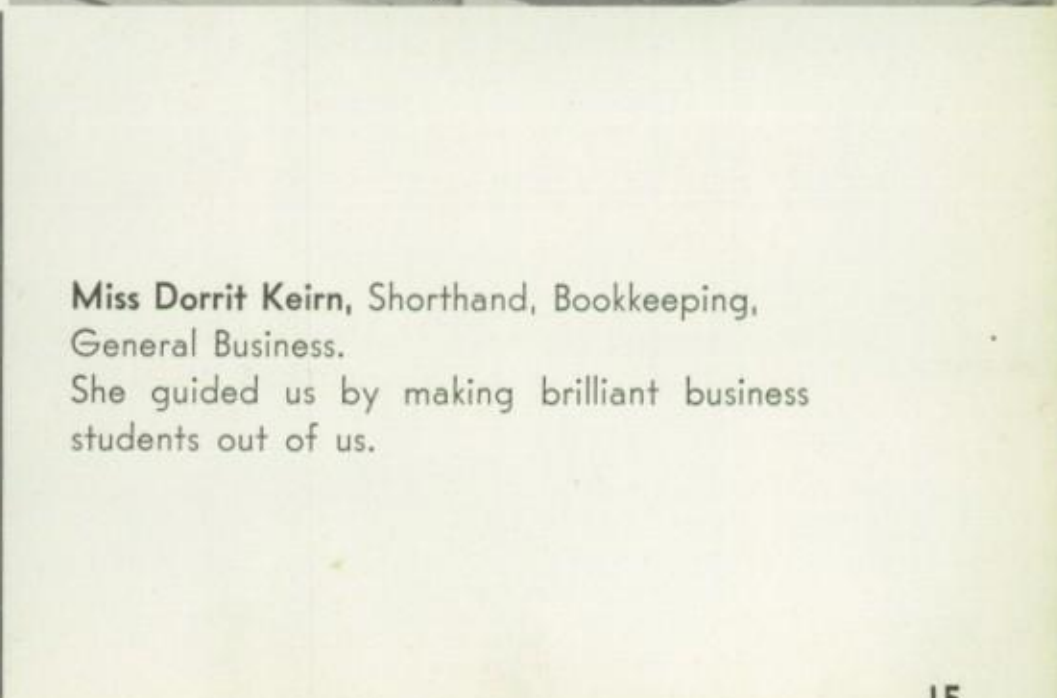 Miss Dorrit Keirn, Shorthand, Bookkeeping,
General Business.
She guided us by making brilliant business
students out of us.
15